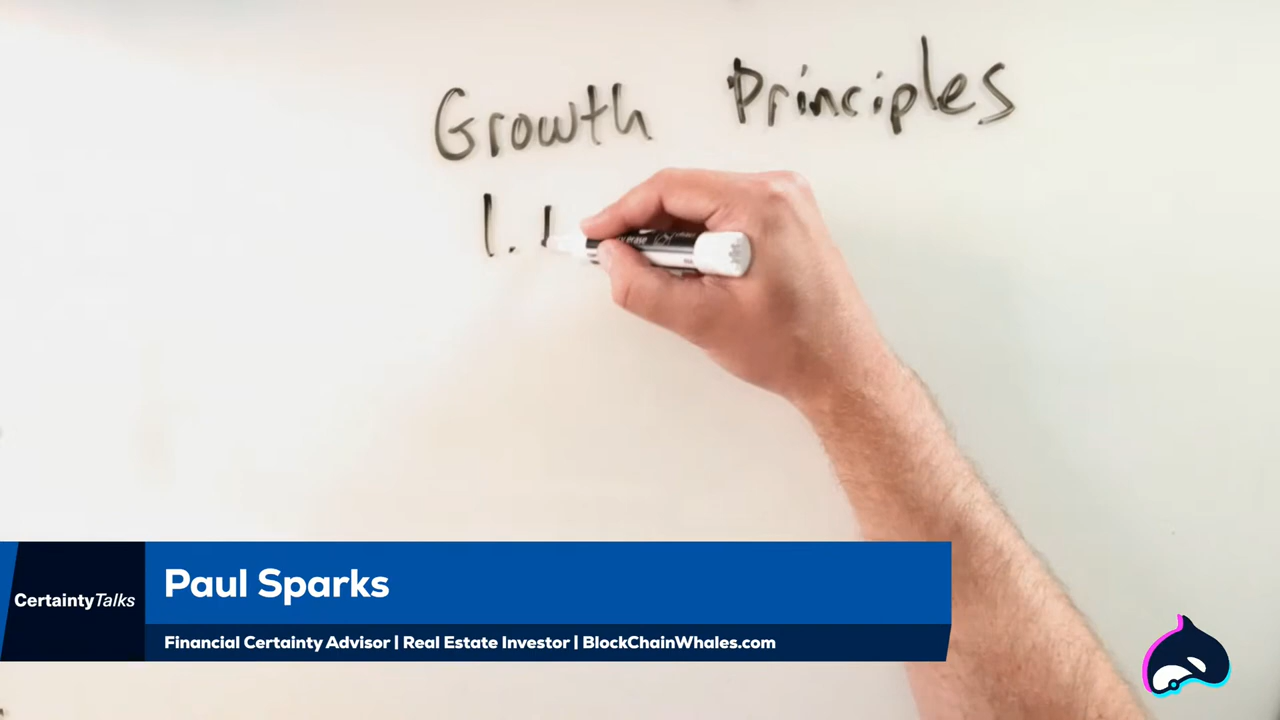 Growth Principles
1.
CertaintyTalks
Paul Sparks
Financial Certainty Advisor | Real Estate Investor | BlockChainWhales.com